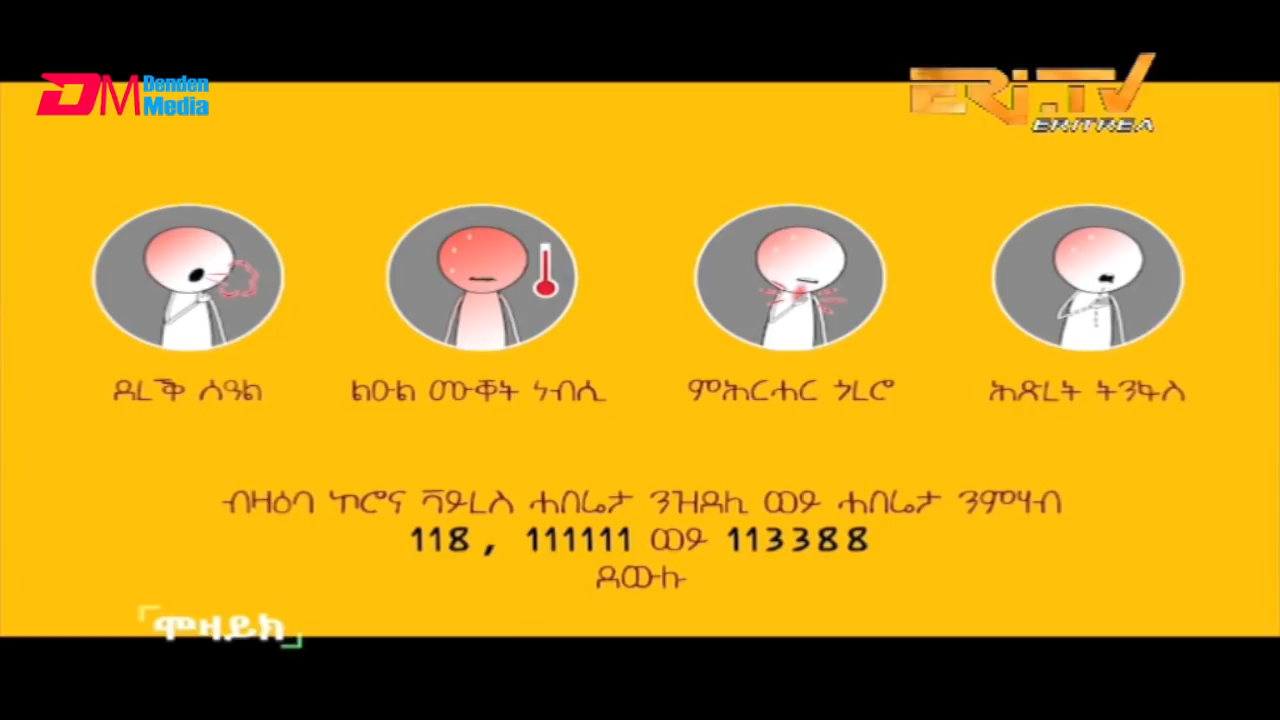 DM Denden Media
ERi.TV
ERITREA
ደረቕ ሰዓል
ልዑል ሙቐት ነብሲ
ምሕርሓር ጎረሮ
ሕጽረት ትንፋስ
ብዛዕባ ኮሮና ቫይረስ ሓበሬታ ንዝደሊ ወይ ሓበሬታ ንምሃብ
118, 111111 ወይ 113388
ደውሉ
ሞዛይክ